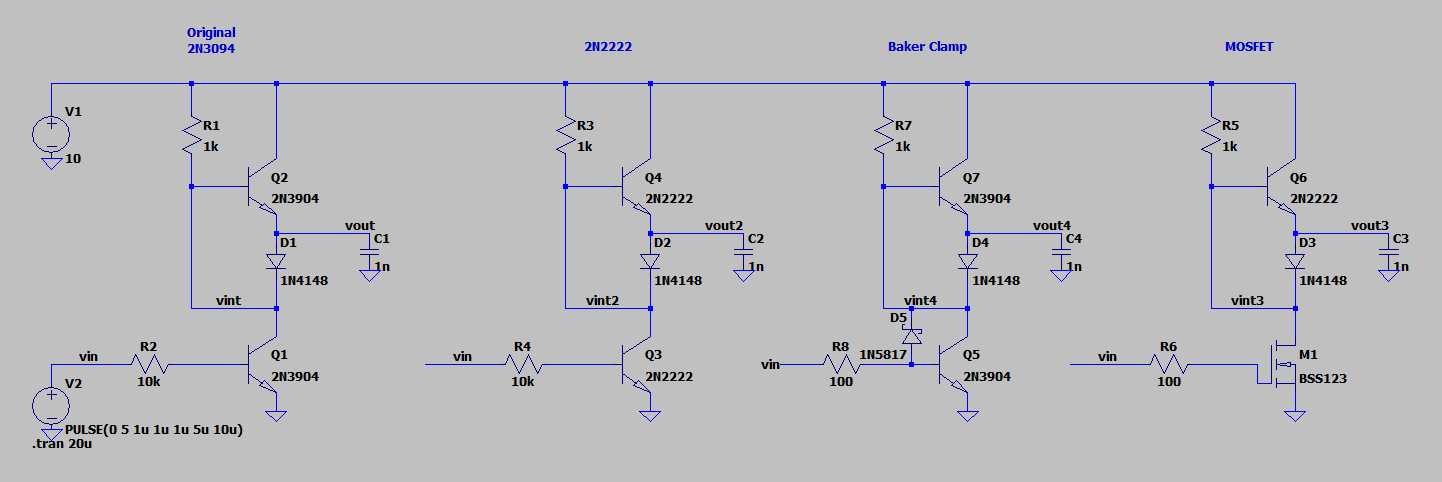 Original
2N3094
2N2222
Baker Clamp
MOSFET
V1
10
R1
1k
Q2
2N3904
vout
C1
1n
D1
1N4148
vint
vin
R2
10k
Q1
2N3904
V2
PULSE(0 5 1u 1u 1u 5u 10u)
.tran 20u
R3
1k
Q4
2N2222
vout2
C2
1n
D2
1N4148
vint2
vin
R4
10k
Q3
2N2222
R7
1k
Q7
2N3904
vout4
C4
1n
D4
1N4148
vint4
D5
1N5817
vin
R8
100
Q5
2N3904
R5
1k
Q6
2N2222
vout3
C3
1n
D3
1N4148
vint3
vin
R6
100
M1
BSS123